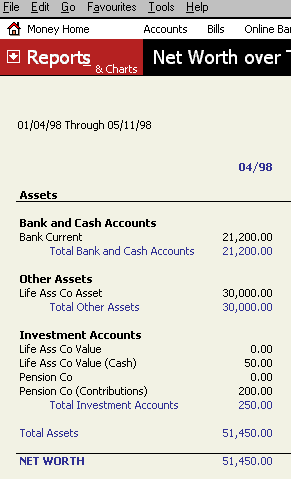 File Edit Go Favourites Tools Help
Money Home Accounts Bills Online
Reports Net Worth over
& Charts
01/04/98 Through 05/11/98
04/98
Assets
Bank and Cash Accounts
Bank Current 21,200.00
Total Bank and Cash Accounts 21,200.00
Other Assets
Life Ass Co Asset 30,000.00
Total Other Assets 30,000.00
Investment Accounts
Life Ass Co Value 0.00
Life Ass Co Value (Cash) 50.00
Pension Co 0.00
Pension Co (Contributions) 200.00
Total Investment Accounts 250.00
Total Assets 51,450.00
NET WORTH 51,450.00